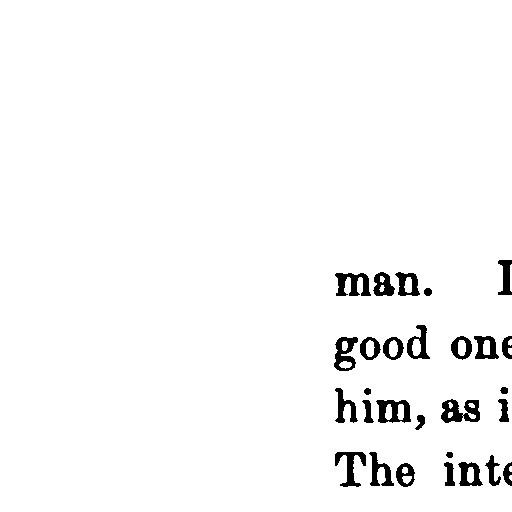 man.
good one
him, as
The inte